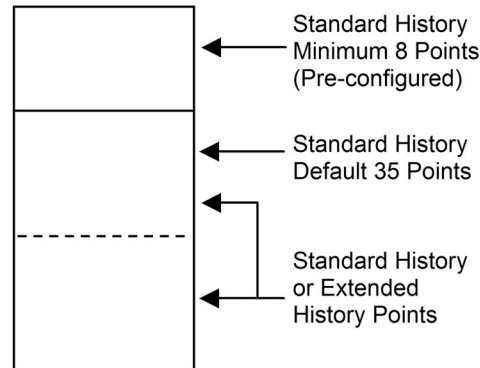 Standard History
Minimum 8 Points
(Pre-configured)
Standard History
Default 35 Points
Standard History
or Extended
History Points